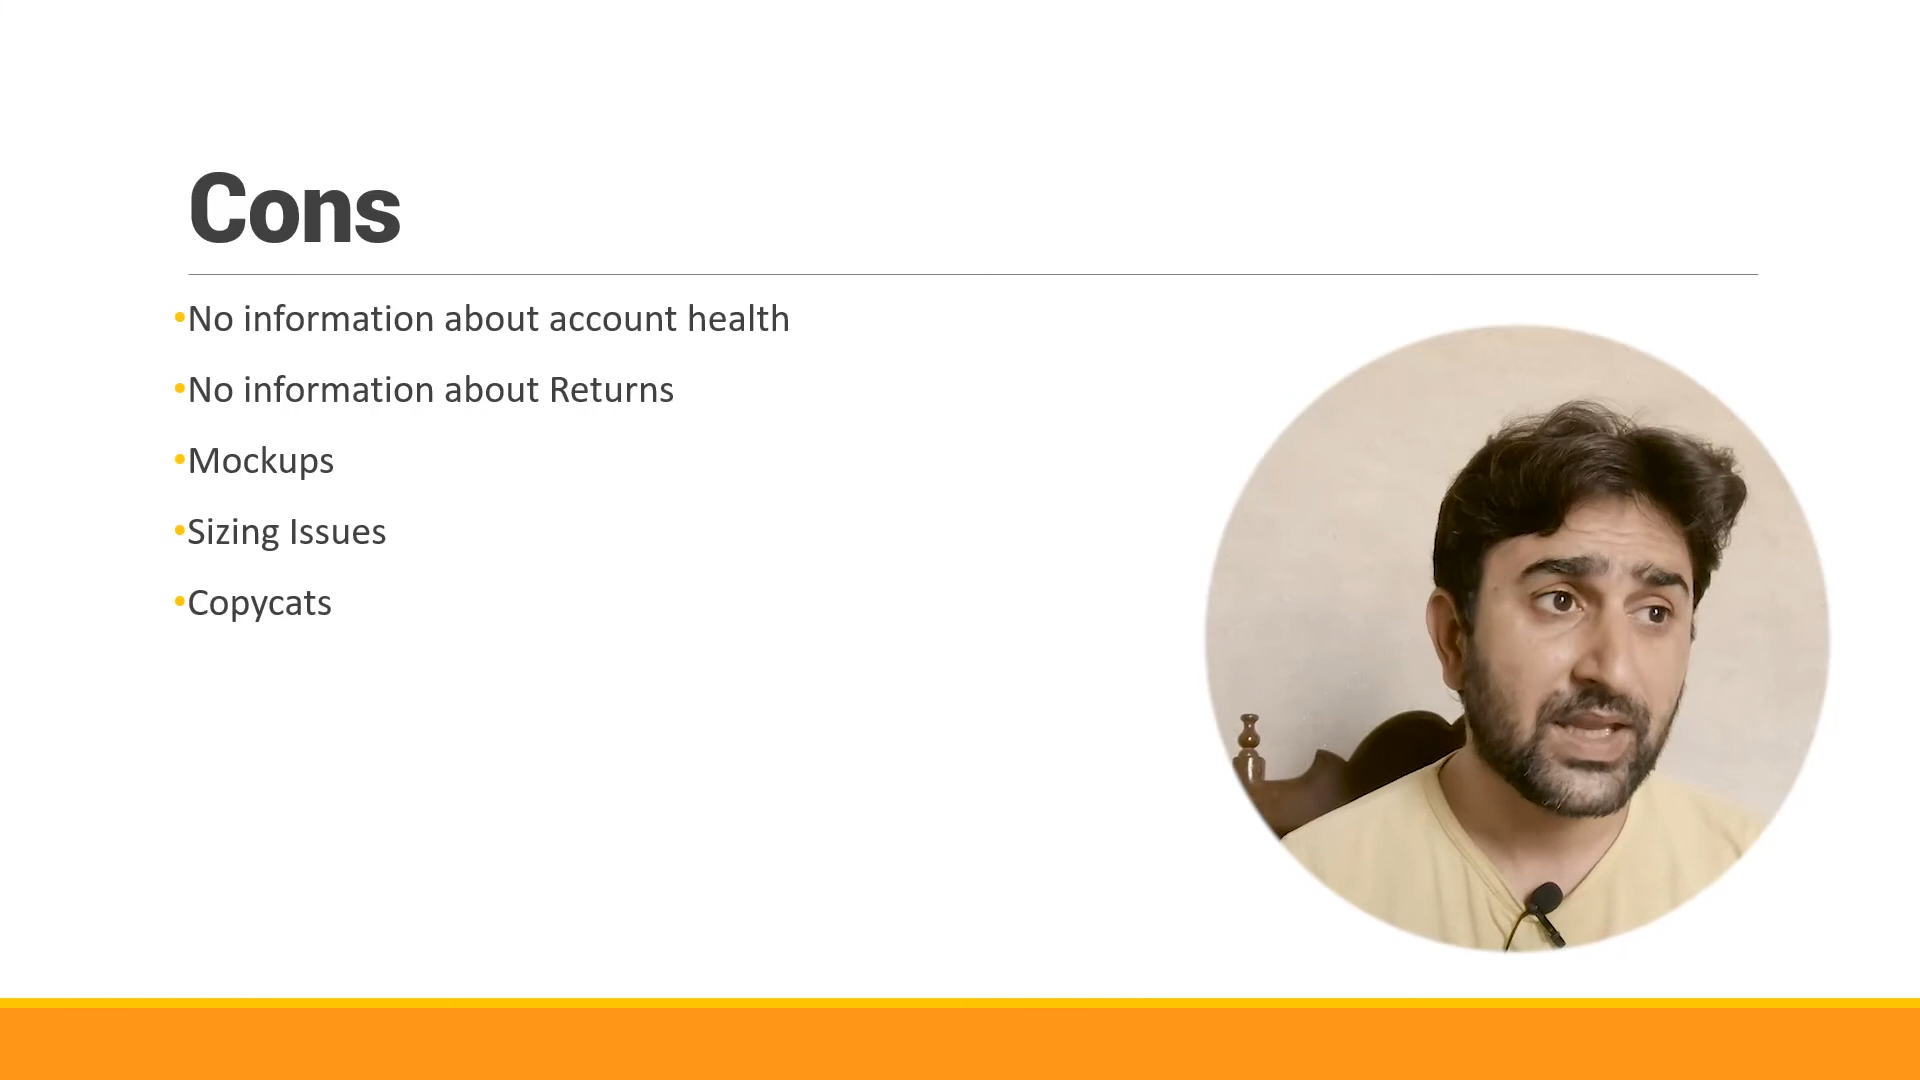 Cons
•No information about account health
•No information about Returns
•Mockups
•Sizing Issues
•Copycats